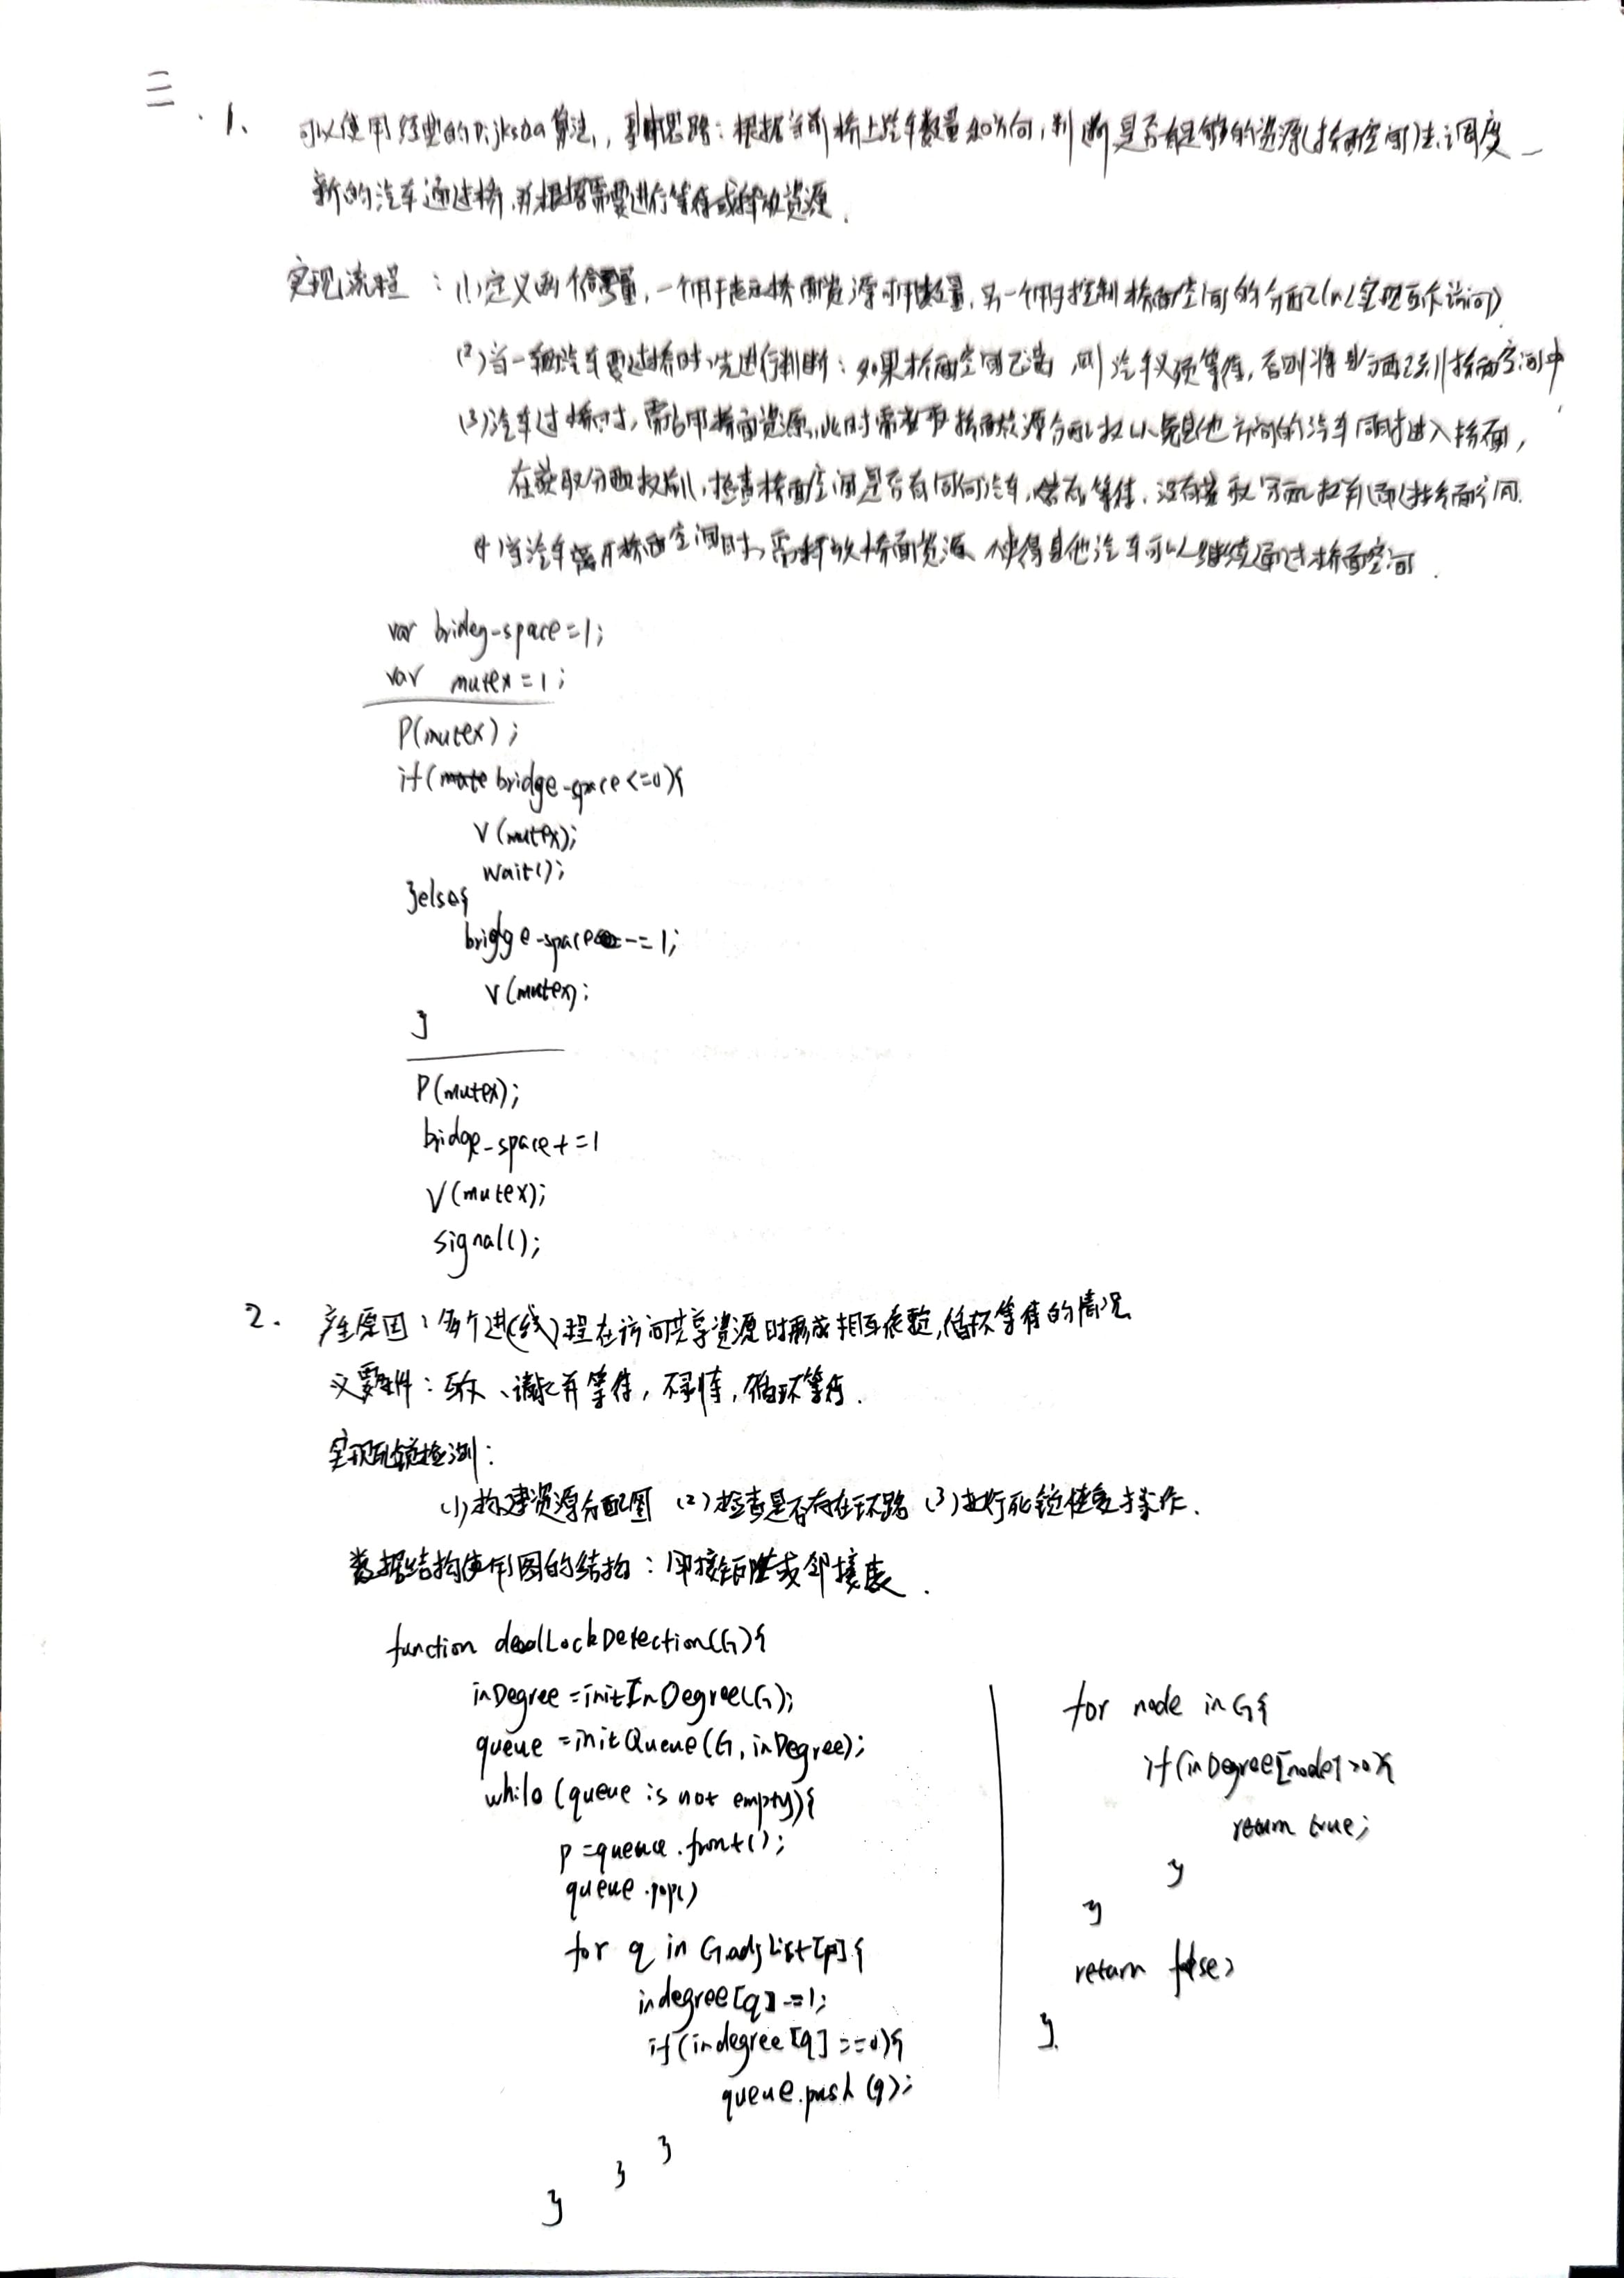 三.1、 可以使用经典的Dijksa算法,基本思路:根据当前桥上汽车数量和方向,判断是否有足够的资源(桥面空间)去调度
新的汽车通过桥,并根据需要进行等待或释放资源.
实现流程:(1)定义两个信号量,一个用于表示桥面资源可用数量,另一个用于控制桥面空间的分配(以实现互斥访问)
(2)当一辆汽车要过桥时,先进行判断:如果桥面空间已满,则汽车必须等待,否则将其分配到桥面空间中
(3)汽车过桥时,需占用桥面资源,此时需获取桥面资源分配权以免其他方向的汽车同时进入桥面,
在获取分配权前,检查桥面空间是否有同向汽车,若有等待,没有获取分配权并通过桥面空间.
(4)当汽车离开桥面空间时,需释放桥面资源,使得其他汽车可以继续通过桥面空间.
var brideg-space=1;
var mutex=1;
P(mutex);
if(bridge-space<=0){
V(mutex);
wait();
}else{
bridge-space-=1;
V(mutex);
}
P(mutex);
bridge-space+=1
V(mutex);
signal();
2. 产生原因:每个进(线)程在访问共享资源时形成相互依赖,循环等待的情况
必要条件:互斥、请求并等待,不剥夺,循环等待.
实现死锁检测:
(1)构建资源分配图 (2)检查是否存在环路 (3)执行死锁恢复操作.
数据结构使用图的结构:邻接矩阵或邻接表.
function deadLockDetection(G){
inDegree=initInDegree(G);
queue=initQueue(G,inDegree);
while(queue is not empty){
p=queue.front();
queue.pop()
for q in G.adjList[p]{
indegree[q]-=1;
if(indegree[q]==0){
queue.push(q);
}
}
}
for node in G{
if(inDegree[node]>0){
return true;
}
}
return false;
}.